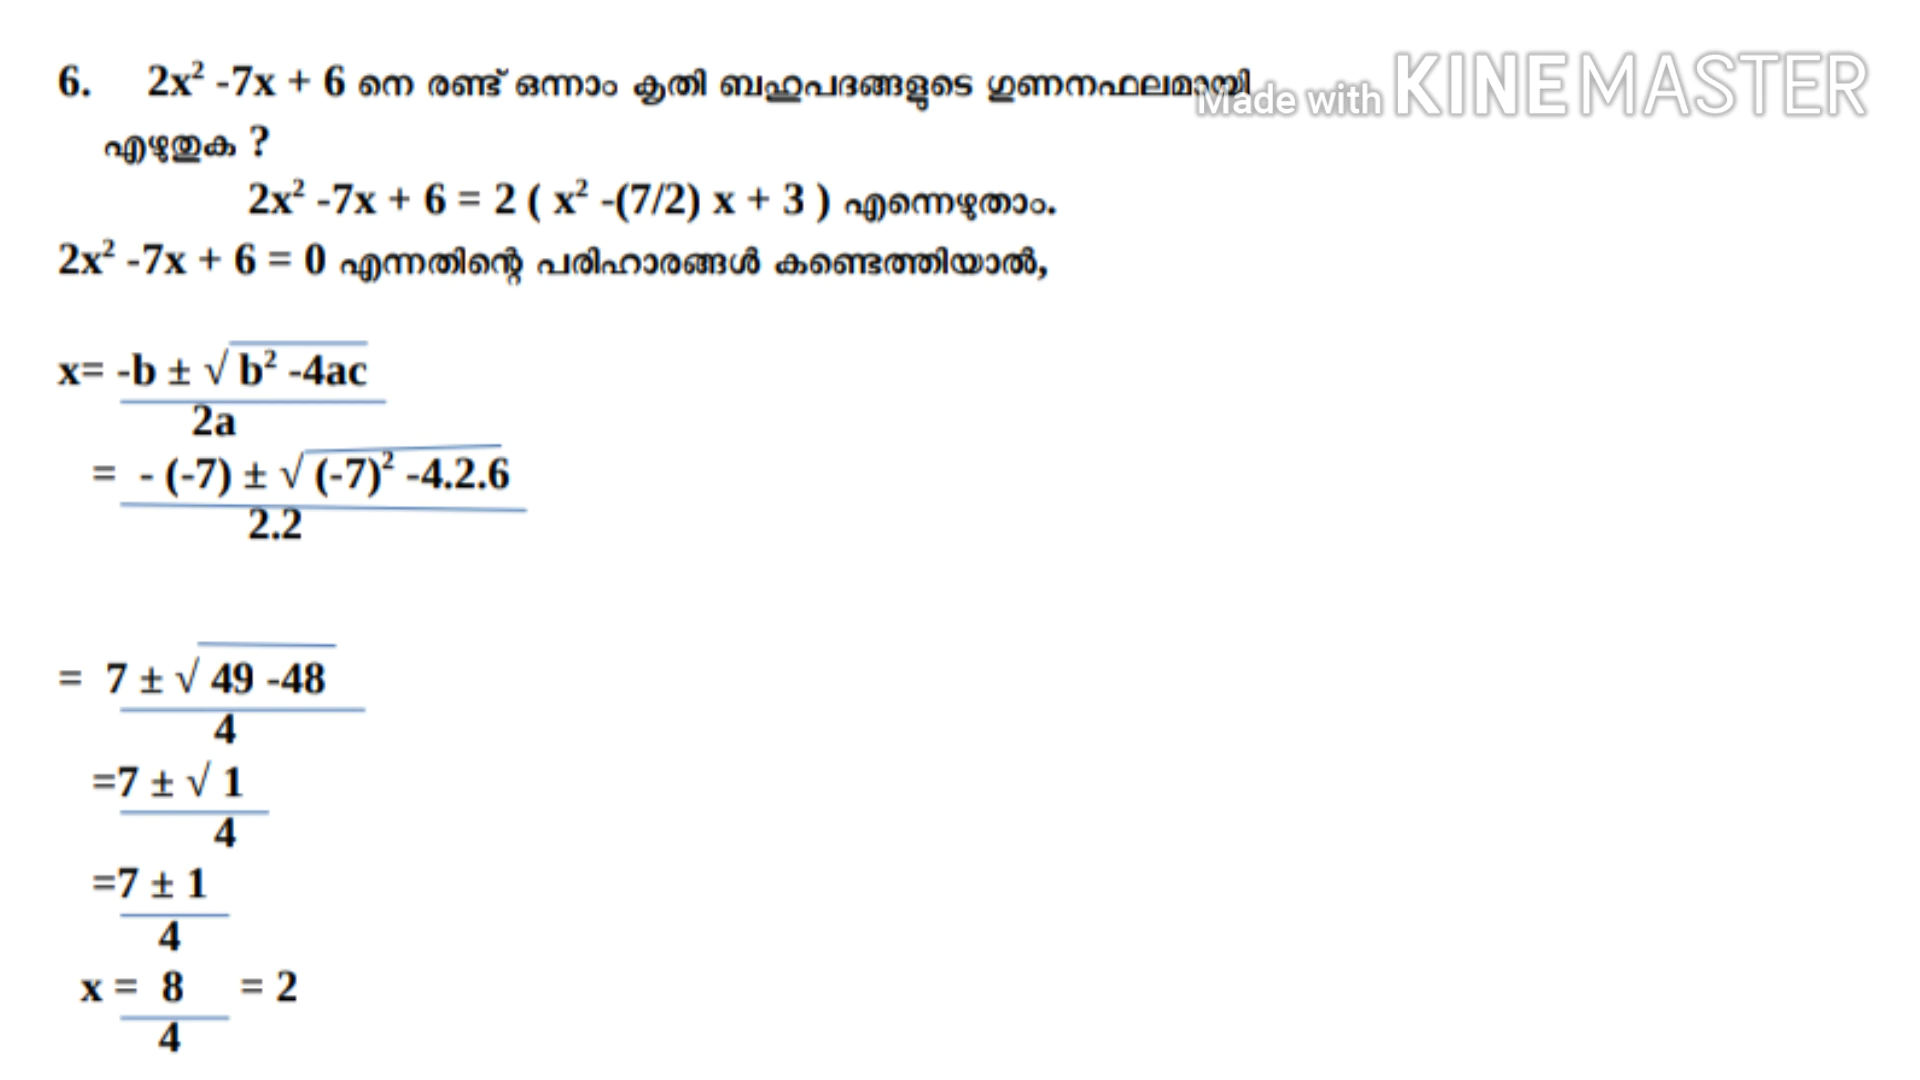 6. 2x² -7x + 6 നെ രണ്ട് ഒന്നാം കൃതി ബഹുപദങ്ങളുടെ ഗുണനഫലമായി
Made with KINEMASTER
എഴുതുക ?
2x² -7x + 6 = 2 ( x² -(7/2) x + 3 ) എന്നെഴുതാം.
2x² -7x + 6 = 0 എന്നതിന്റെ പരിഹാരങ്ങൾ കണ്ടെത്തിയാൽ,
x= -b ± √ b² -4ac
2a
= - (-7) ± √ (-7)² -4.2.6
2.2
= 7 ± √ 49 -48
4
=7 ± √ 1
4
=7 ± 1
4
x = 8 = 2
4